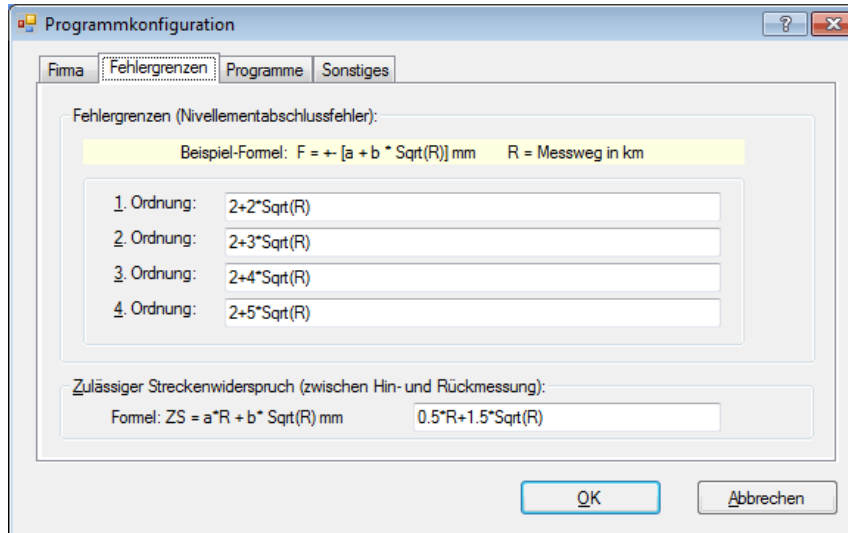 Programmkonfiguration
Firma Fehlergrenzen Programme Sonstiges
Fehlergrenzen (Nivellementabschlussfehler):
Beispiel-Formel: F = +- [a + b * Sqrt(R)] mm R = Messweg in km
1. Ordnung: 2+2*Sqrt(R)
2. Ordnung: 2+3*Sqrt(R)
3. Ordnung: 2+4*Sqrt(R)
4. Ordnung: 2+5*Sqrt(R)
Zulässiger Streckenwiderspruch (zwischen Hin- und Rückmessung):
Formel: ZS = a*R + b* Sqrt(R) mm 0.5*R+1.5*Sqrt(R)
OK Abbrechen